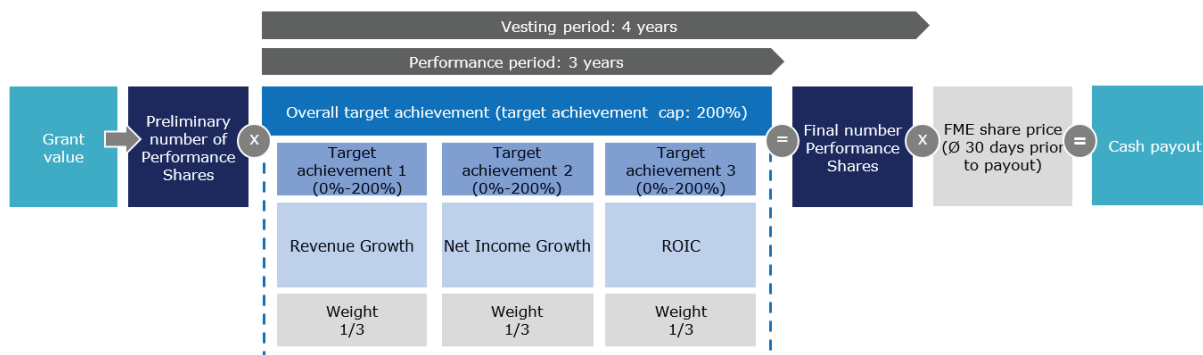 Vesting period: 4 years
Performance period: 3 years
Grant
value
Preliminary
number of
Performance
Shares
x
Overall target achievement (target achievement cap: 200%)
Target
achievement 1
(0%-200%)
Target
achievement 2
(0%-200%)
Target
achievement 3
(0%-200%)
Revenue Growth
Net Income Growth
ROIC
Weight
1/3
Weight
1/3
Weight
1/3
=
Final number
Performance
Shares
x
FME share price
(Ø 30 days prior
to payout)
=
Cash payout